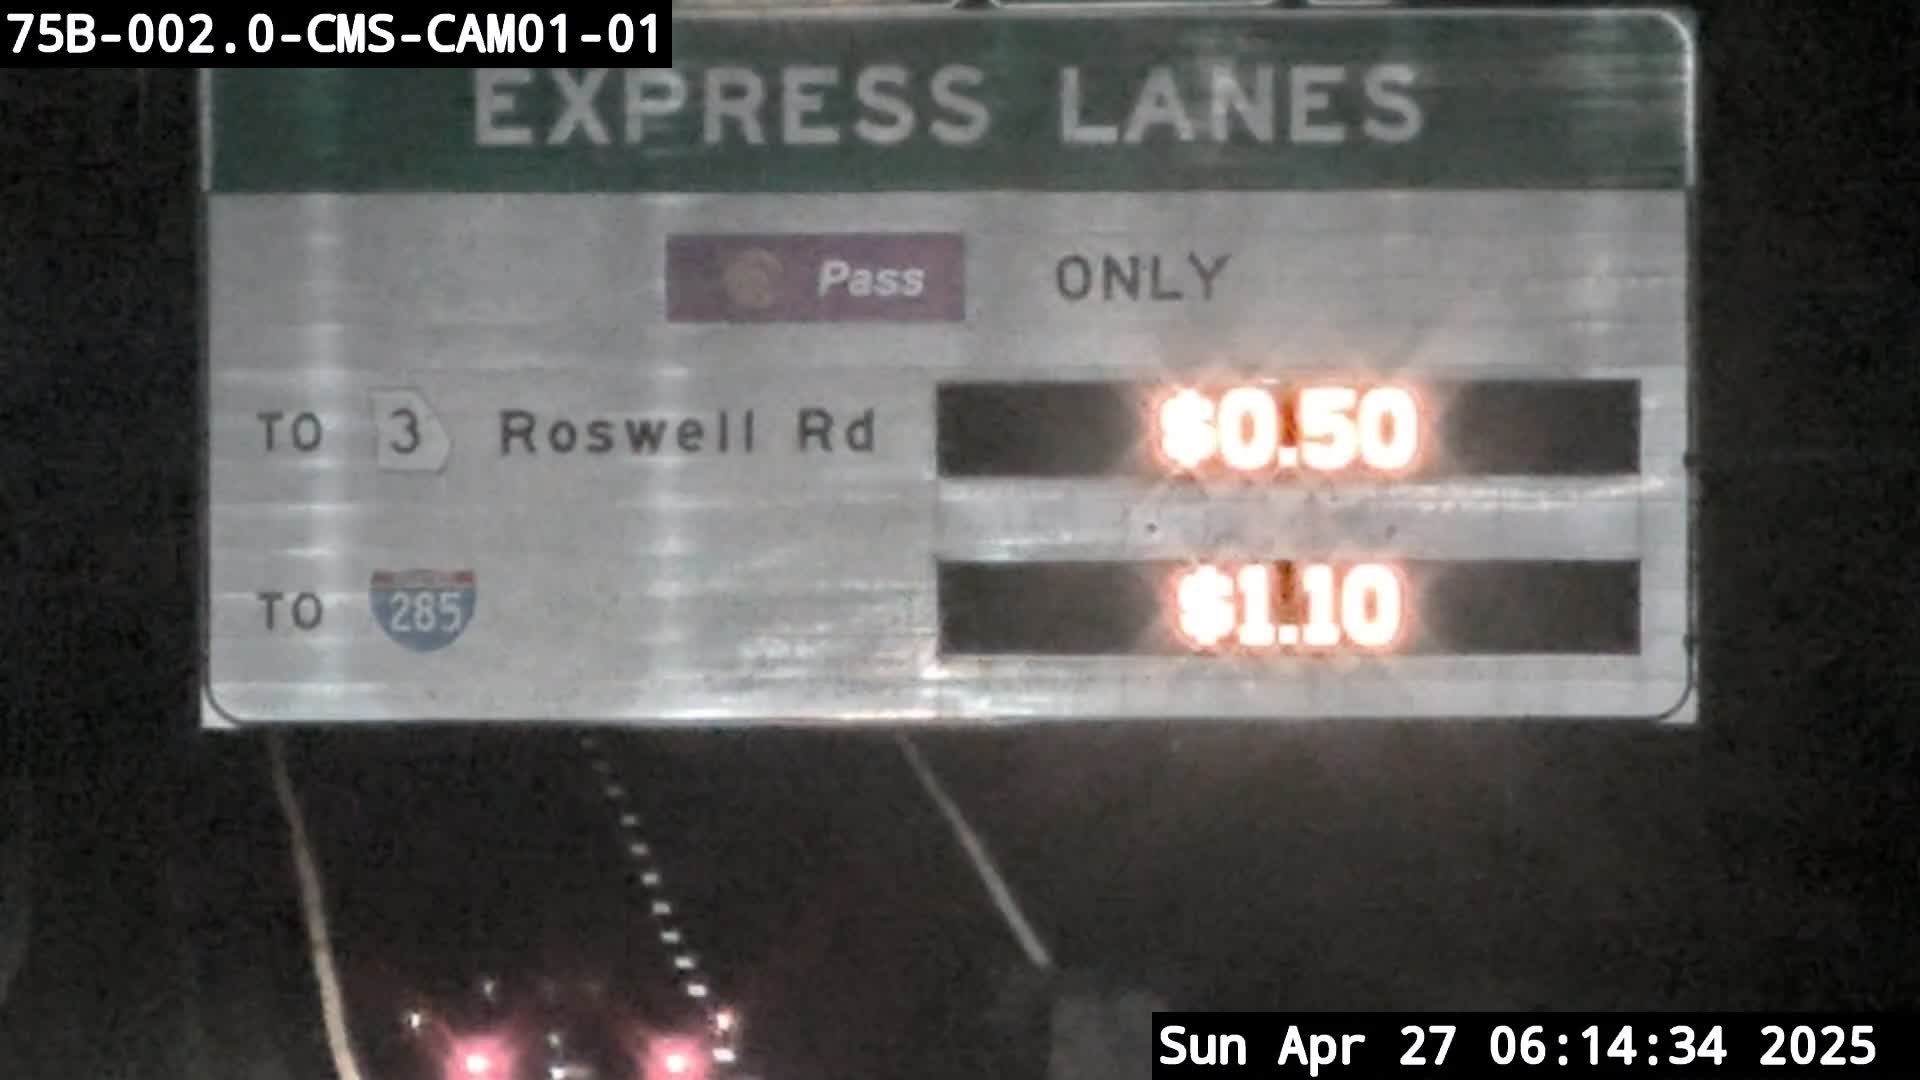 75B-002.0-CMS-CAM01-01
EXPRESS LANES
Pass ONLY
TO 3 Roswell Rd $0.50
TO 285 $1.10
Sun Apr 27 06:14:34 2025